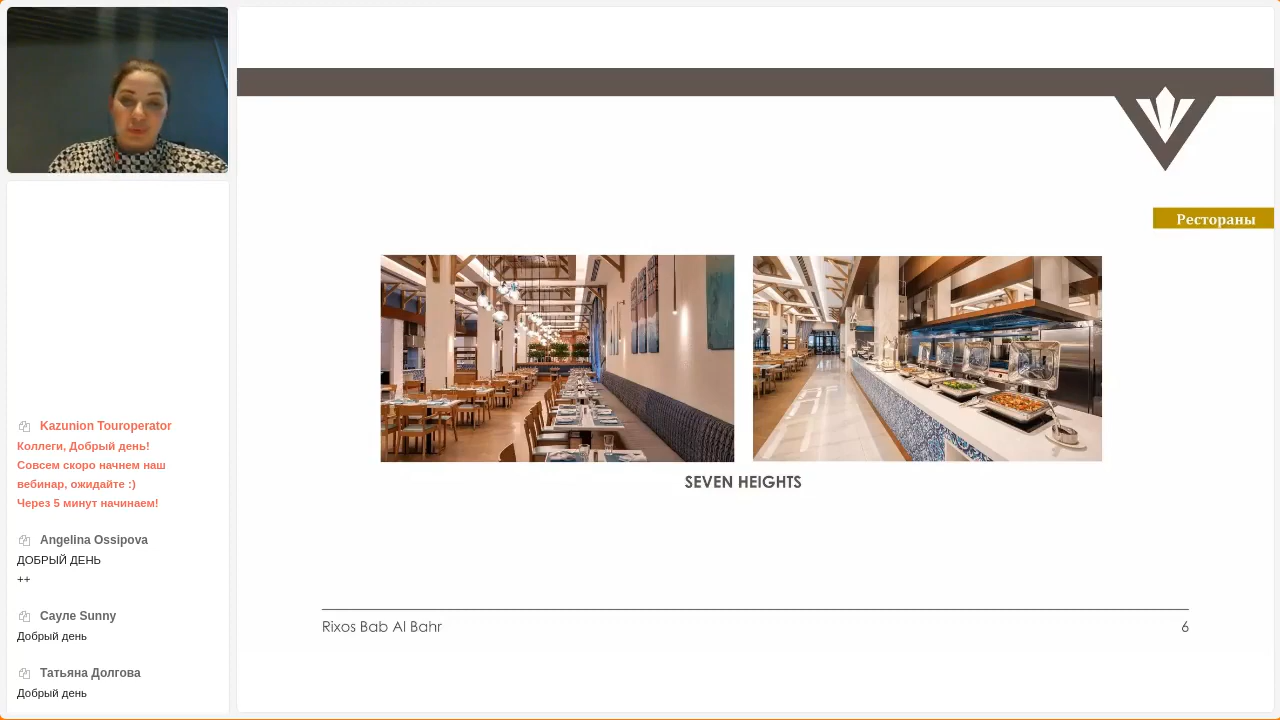 Рестораны
SEVEN HEIGHTS
Rixos Bab Al Bahr
6
Kazunion Touroperator
Коллеги, Добрый день!
Совсем скоро начнем наш
вебинар, ожидайте :)
Через 5 минут начинаем!
Angelina Ossipova
ДОБРЫЙ ДЕНЬ
++
Сауле Sunny
Добрый день
Татьяна Долгова
Добрый день